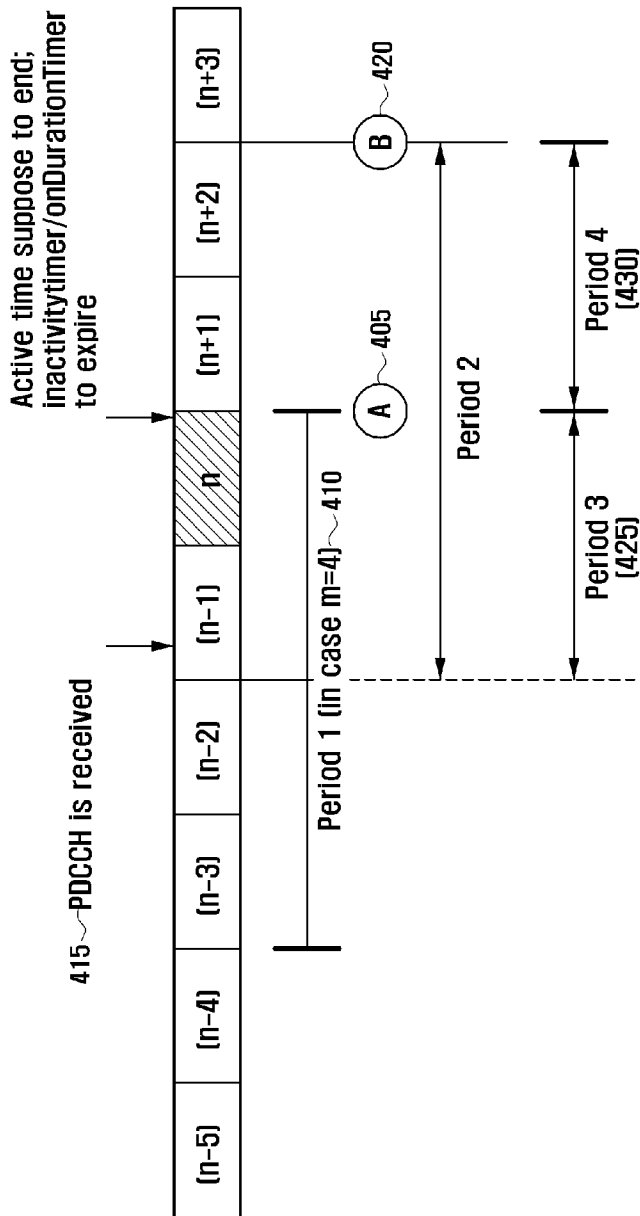 Active time suppose to end;
inactivitytimer/onDurationTimer
to expire
415 PDCCH is received
(n-5) (n-4) (n-3) (n-2) (n-1) n (n+1) (n+2) (n+3)
Period 1 (in case m=4) 410
A 405
B 420
Period 2
Period 3
(425)
Period 4
(430)